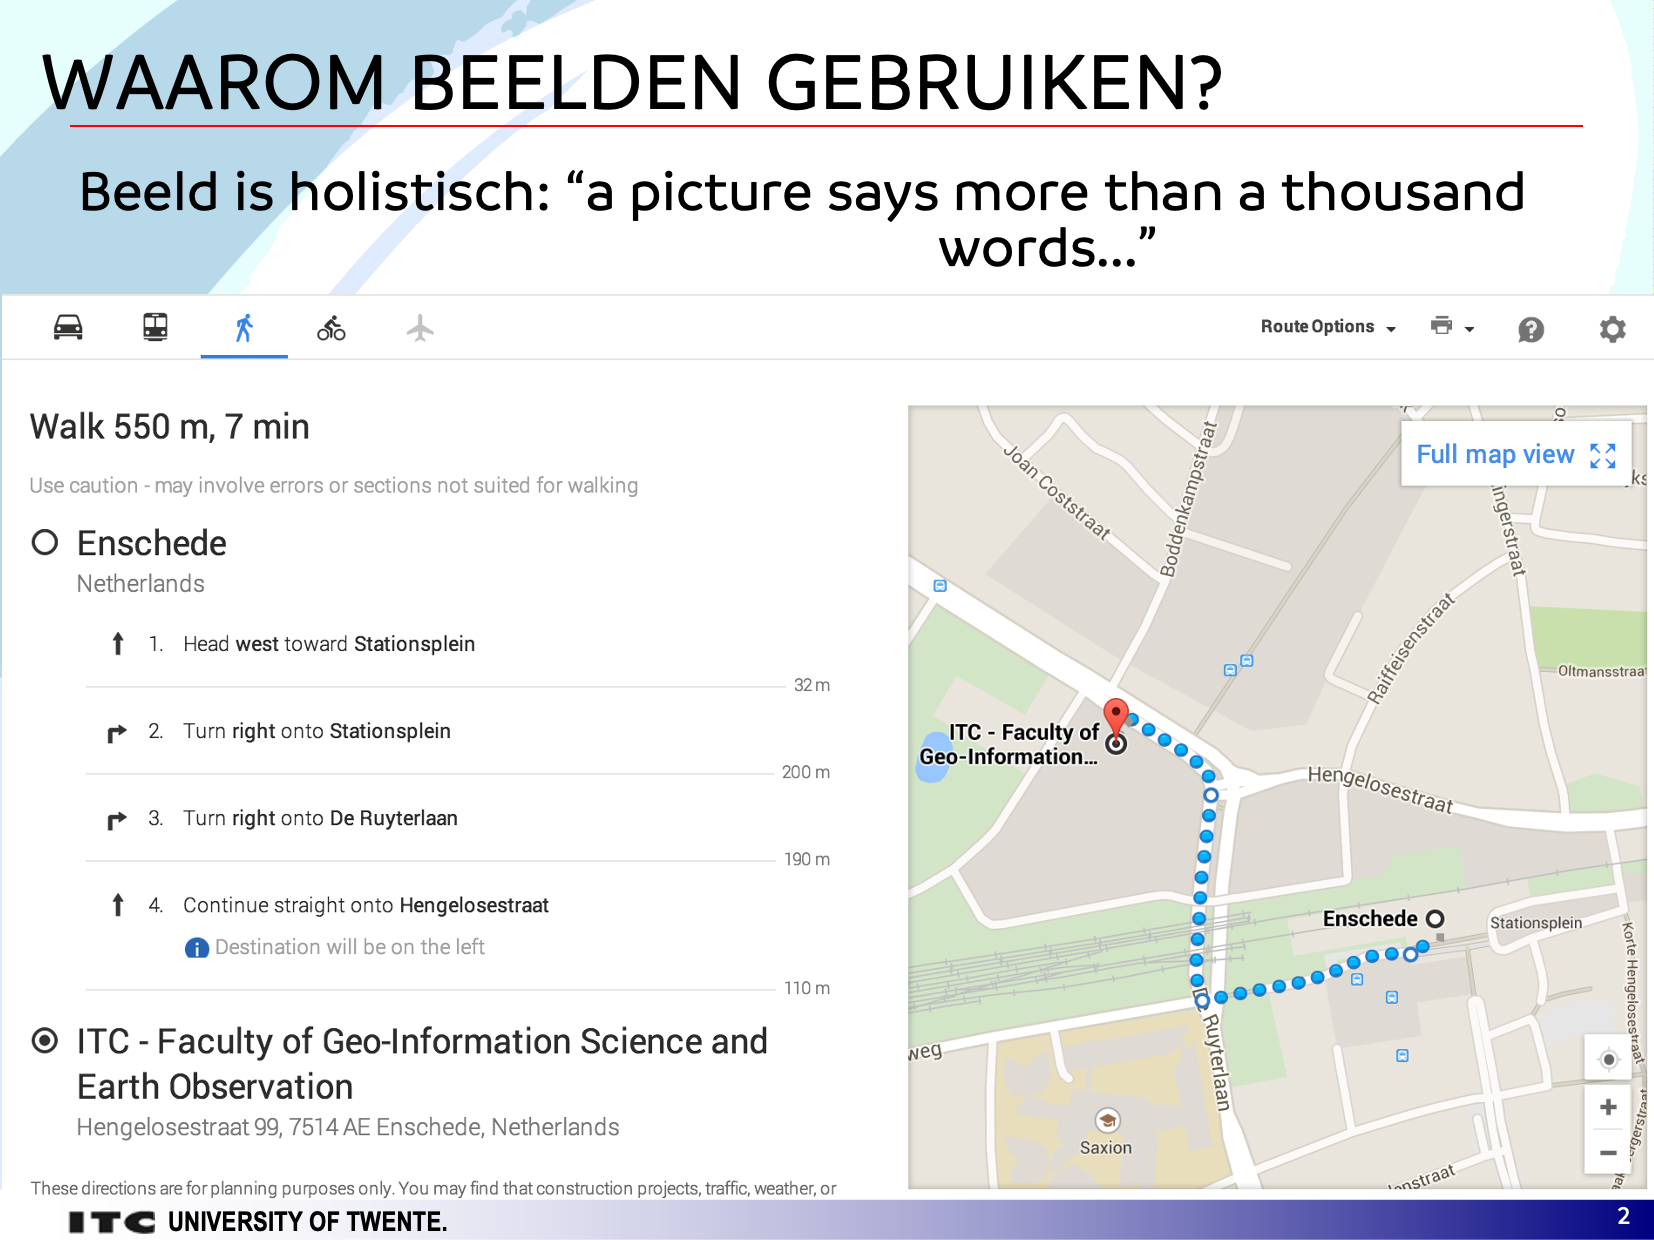 WAAROM BEELDEN GEBRUIKEN?
Beeld is holistisch: “a picture says more than a thousand
words...”
Route Options
Walk 550 m, 7 min
Use caution - may involve errors or sections not suited for walking
Enschede
Netherlands
1. Head west toward Stationsplein
32 m
2. Turn right onto Stationsplein
200 m
3. Turn right onto De Ruyterlaan
190 m
4. Continue straight onto Hengelosestraat
Destination will be on the left
110 m
ITC - Faculty of Geo-Information Science and
Earth Observation
Hengelosestraat 99, 7514 AE Enschede, Netherlands
These directions are for planning purposes only. You may find that construction projects, traffic, weather, or
Full map view
Joan Coststraat
Boddenkampstraat
ingerstraat
Raiffeisenstraat
Oltmansstraa
ITC - Faculty of
Geo-Information...
Hengelosestraat
Enschede
Stationsplein
Korte Hengelosestraat
Ruyterlaan
weg
Saxion
nstraat
ergerstraat
ITC UNIVERSITY OF TWENTE.
2